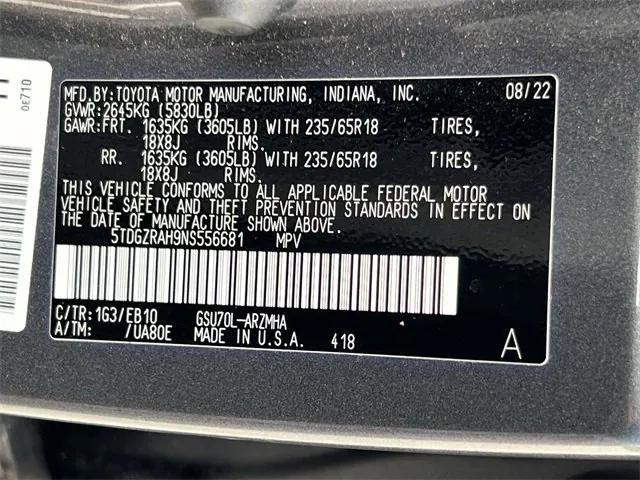 0E710
MFD.BY:TOYOTA MOTOR MANUFACTURING, INDIANA, INC. 08/22
GVWR:2645KG (5830LB)
GAWR:FRT. 1635KG (3605LB) WITH 235/65R18 TIRES,
18X8J RIMS.
RR. 1635KG (3605LB) WITH 235/65R18 TIRES,
18X8J RIMS.
THIS VEHICLE CONFORMS TO ALL APPLICABLE FEDERAL MOTOR
VEHICLE SAFETY AND THEFT PREVENTION STANDARDS IN EFFECT ON
THE DATE OF MANUFACTURE SHOWN ABOVE.
5TDGZRAH9NS556681 MPV
C/TR:1G3/EB10 GSU70L-ARZMHA
A/TM: /UA80E MADE IN U.S.A. 418 A